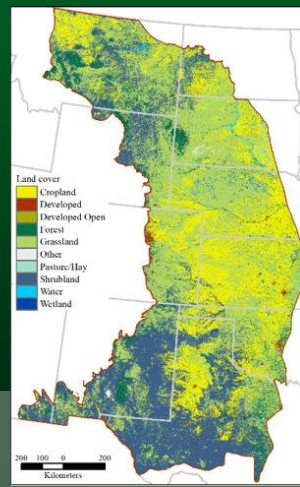 Land cover
Cropland
Developed
Developed Open
Forest
Grassland
Other
Pasture/Hay
Shrubland
Water
Wetland
200 100 0 200
Kilometers